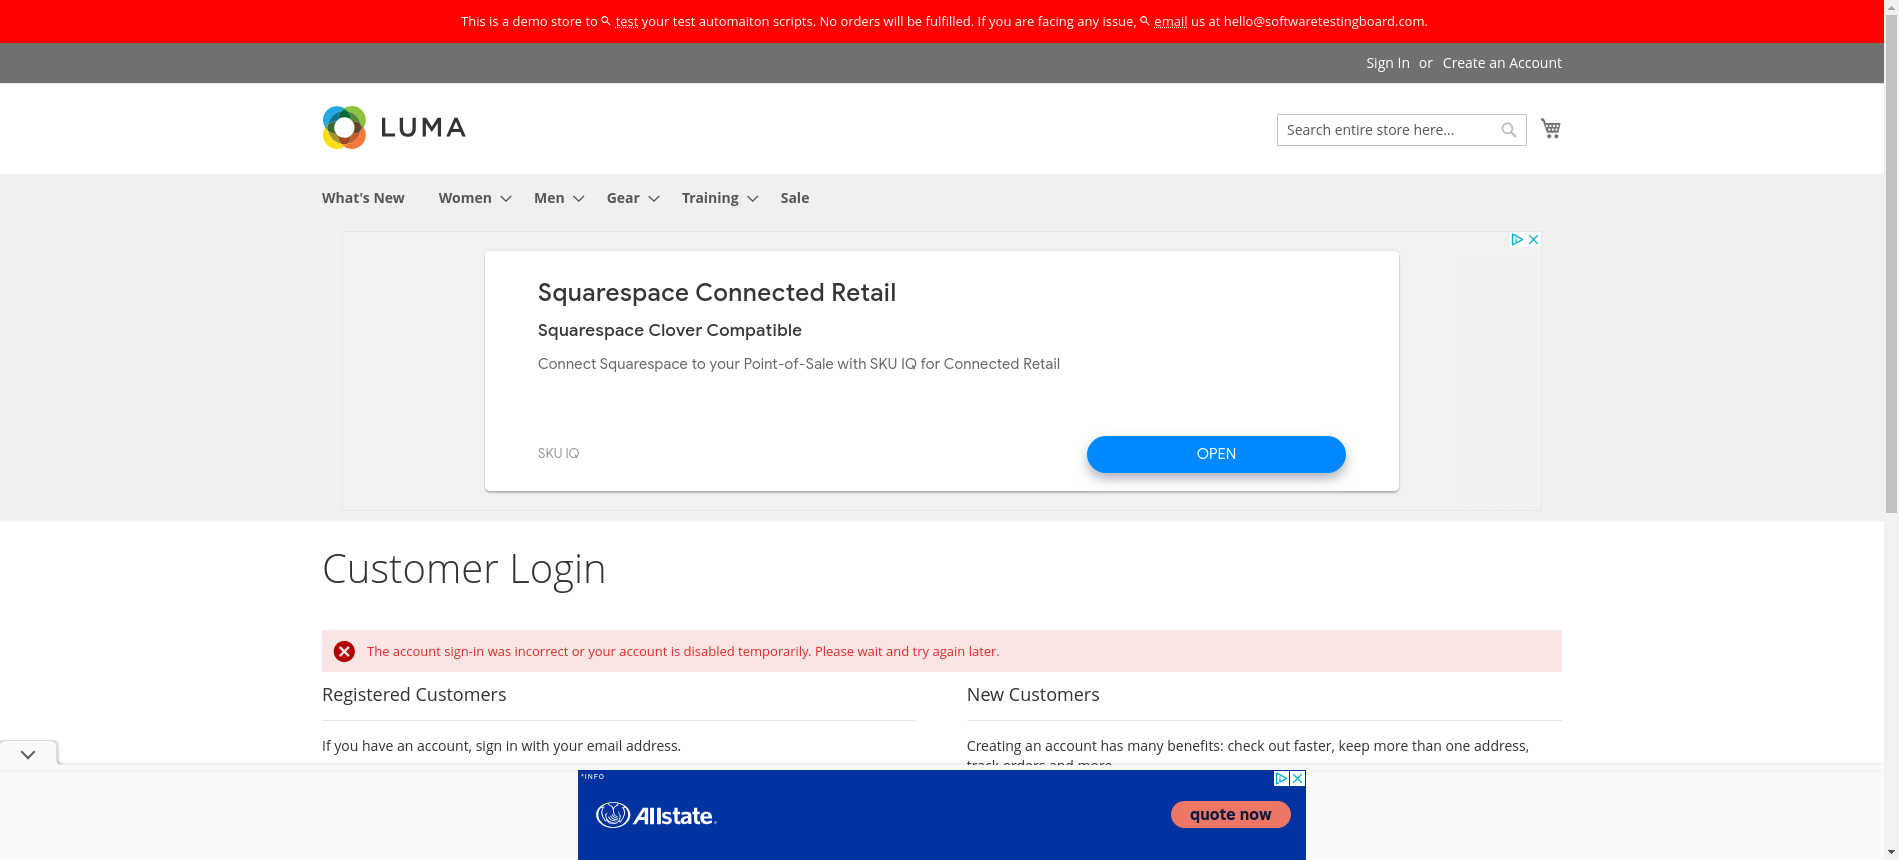 This is a demo store to test your test automaiton scripts. No orders will be fulfilled. If you are facing any issue, email us at hello@softwaretestingboard.com.
Sign In or Create an Account
LUMA
Search entire store here...
What's New Women Men Gear Training Sale
Squarespace Connected Retail
Squarespace Clover Compatible
Connect Squarespace to your Point-of-Sale with SKU IQ for Connected Retail
SKU IQ
OPEN
Customer Login
The account sign-in was incorrect or your account is disabled temporarily. Please wait and try again later.
Registered Customers
If you have an account, sign in with your email address.
New Customers
Creating an account has many benefits: check out faster, keep more than one address,
track orders and more.
*INFO
Allstate.
quote now